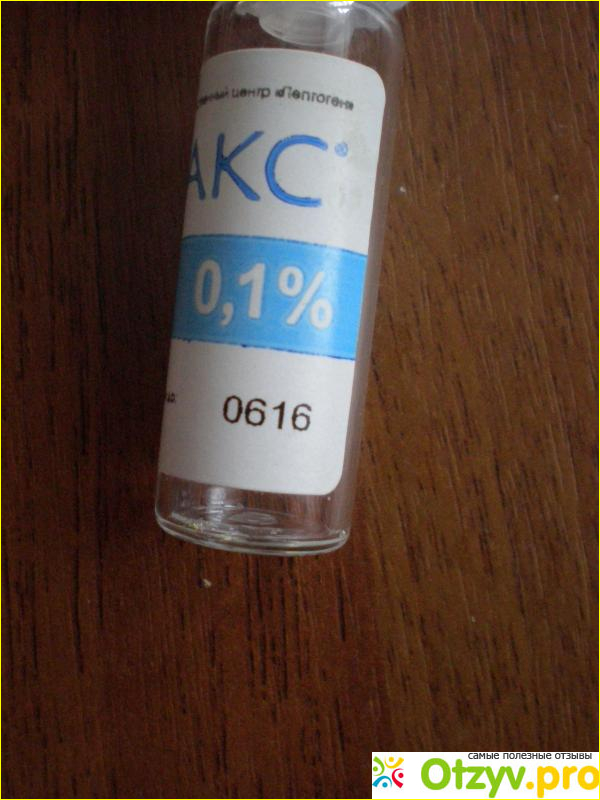 центр «Пептоген»
АКС®
0,1%
0616
самые полезные отзывы
Otzyv.pro